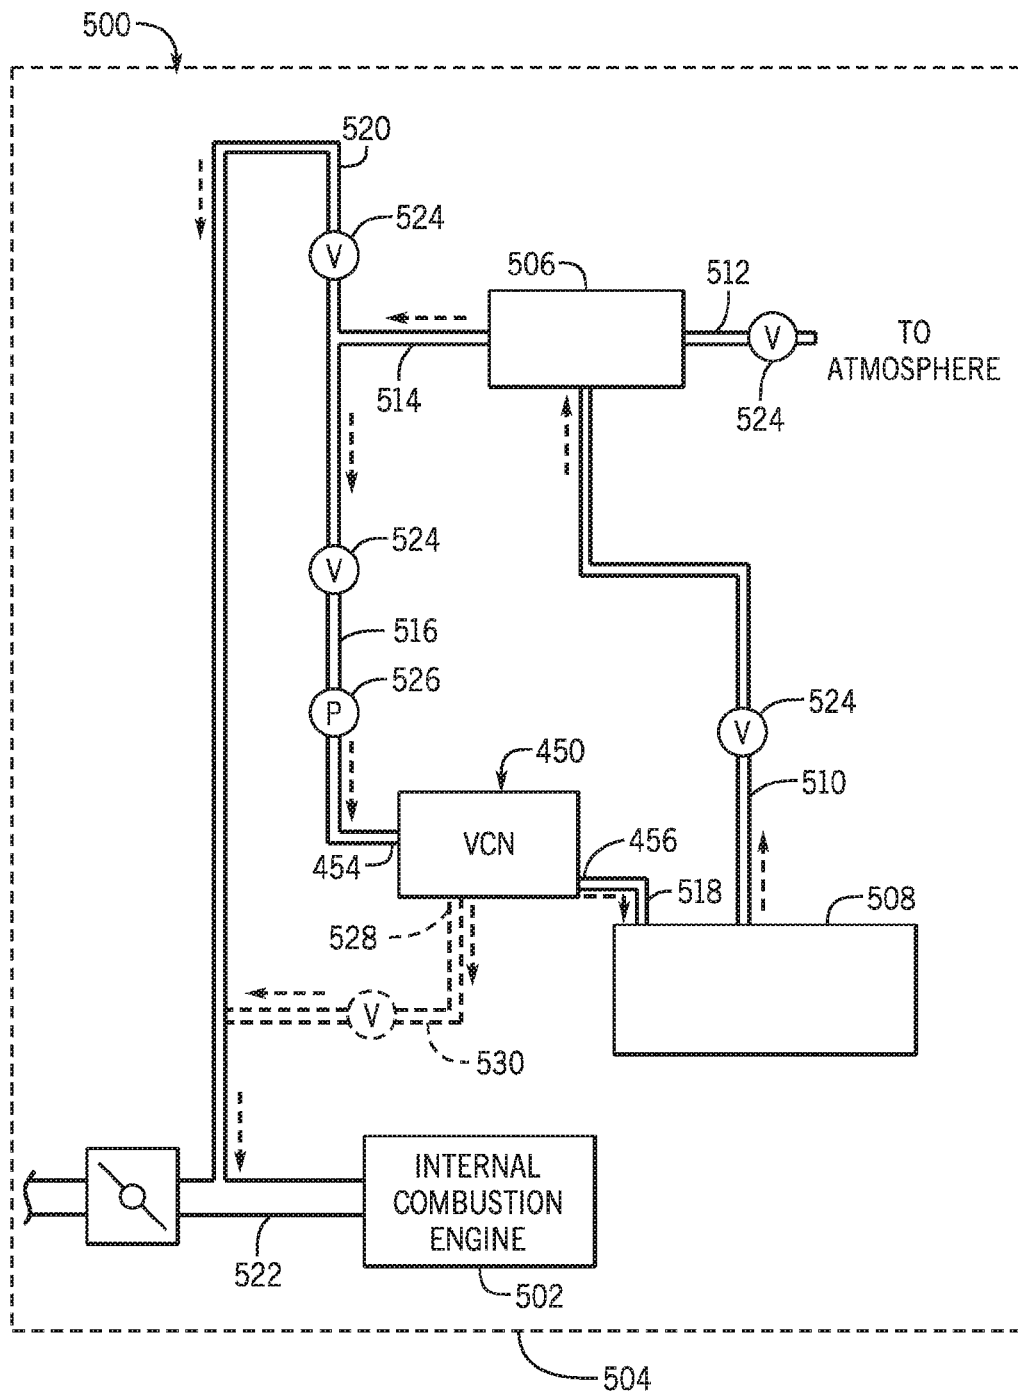 500
520
524
V
506
512
V
TO
ATMOSPHERE
514
524
524
V
516
526
P
524
V
510
450
VCN
454
456
518
508
528
V
530
INTERNAL
COMBUSTION
ENGINE
522
502
504